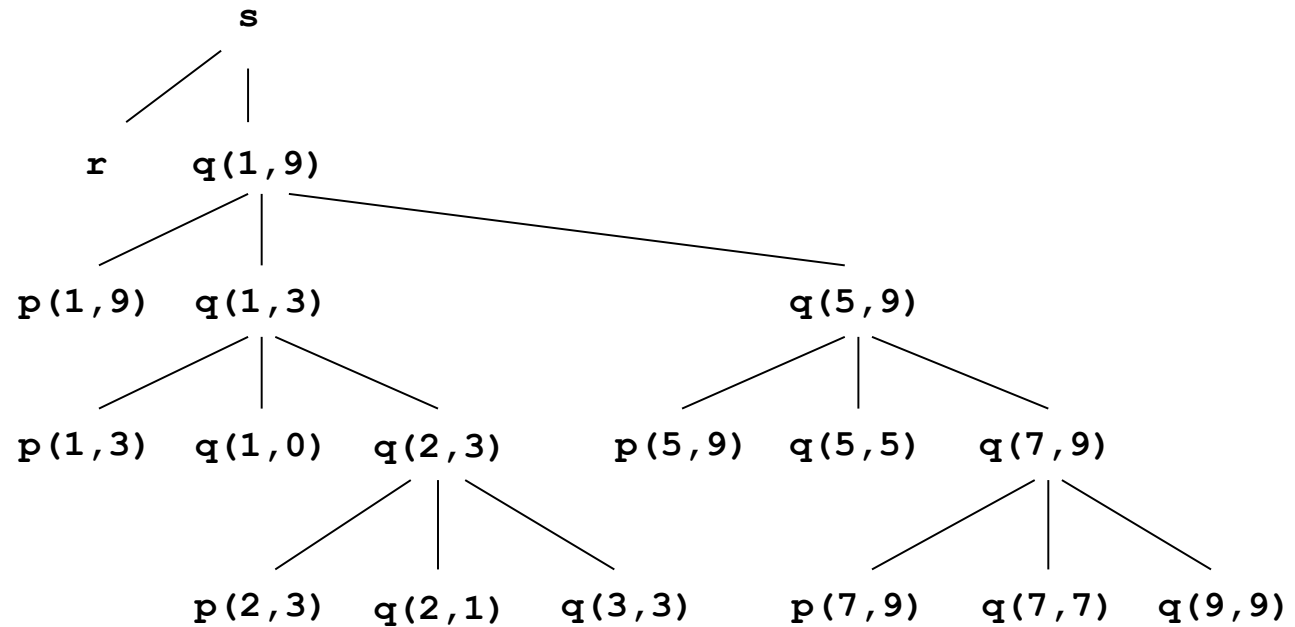 s
r q(1,9)
p(1,9) q(1,3) q(5,9)
p(1,3) q(1,0) q(2,3) p(5,9) q(5,5) q(7,9)
p(2,3) q(2,1) q(3,3) p(7,9) q(7,7) q(9,9)